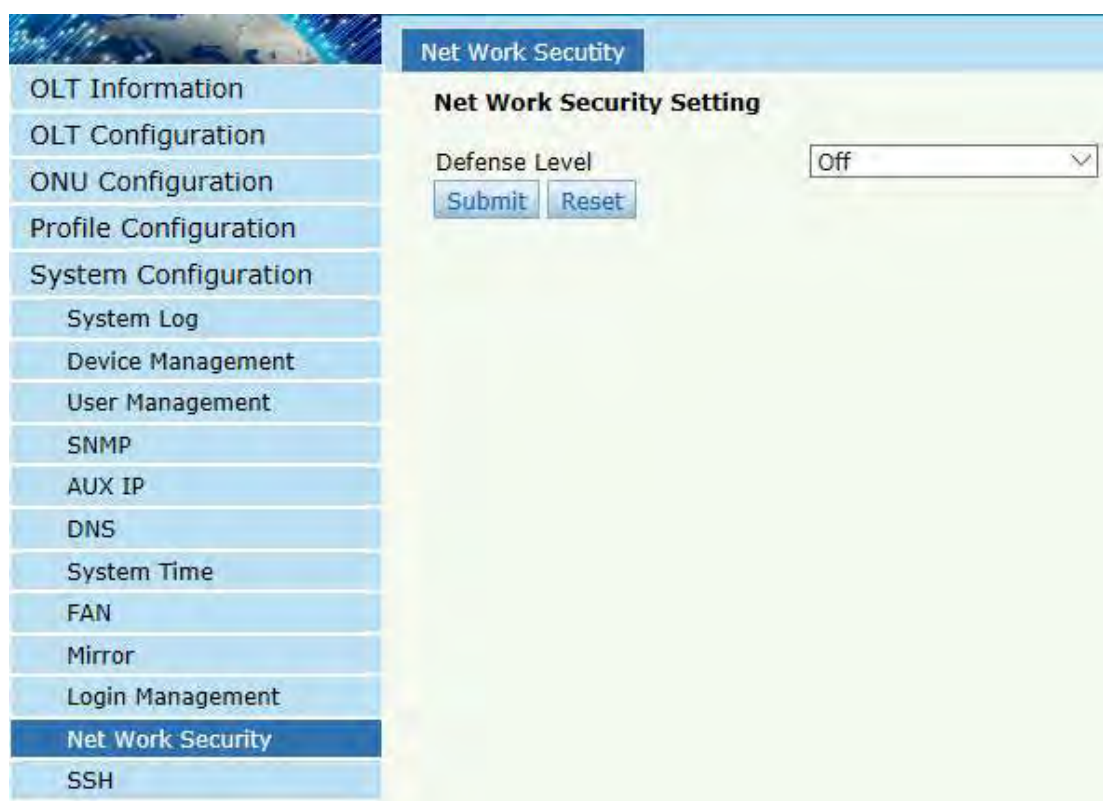 Net Work Secutity
OLT Information
OLT Configuration
ONU Configuration
Profile Configuration
System Configuration
System Log
Device Management
User Management
SNMP
AUX IP
DNS
System Time
FAN
Mirror
Login Management
Net Work Security
SSH
Net Work Security Setting
Defense Level Off
Submit Reset